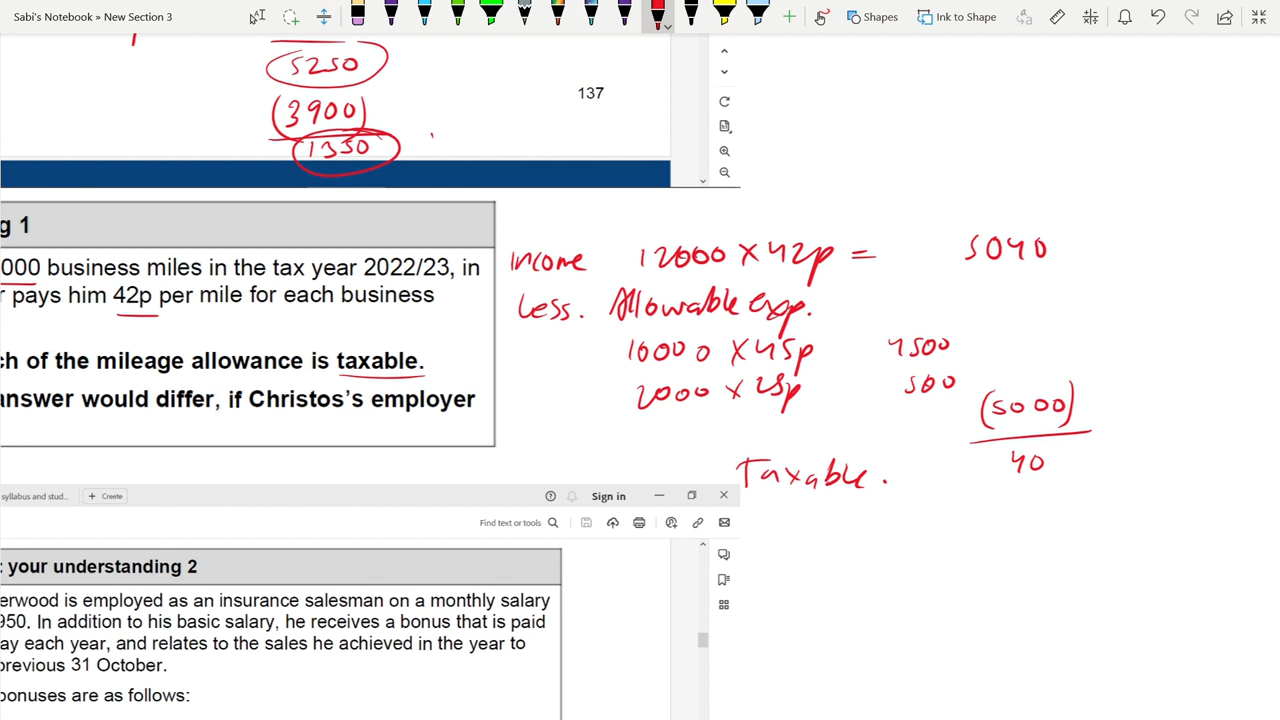 Sabi's Notebook » New Section 3
Shapes
Ink to Shape
5250
(3900)
1350
137
g 1
000 business miles in the tax year 2022/23, in
r pays him 42p per mile for each business
ch of the mileage allowance is taxable.
answer would differ, if Christos's employer
Income 12000 x 42p = 5040
Less. Allowable exp.
10000 x 45p 4500
2000 x 25p 500
(5000)
40
Taxable.
syllabus and stud...
+ Create
Sign in
Find text or tools
: your understanding 2
erwood is employed as an insurance salesman on a monthly salary
950. In addition to his basic salary, he receives a bonus that is paid
ay each year, and relates to the sales he achieved in the year to
previous 31 October.
bonuses are as follows: